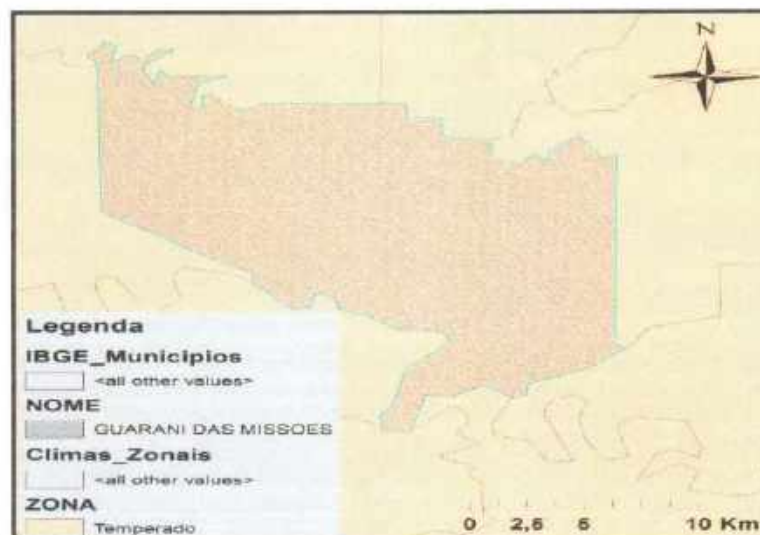 N
Legenda
IBGE_Municipios
<all other values>
NOME
GUARANI DAS MISSOES
Climas_Zonais
<all other values>
ZONA
Temperado
0 2,5 5 10 Km